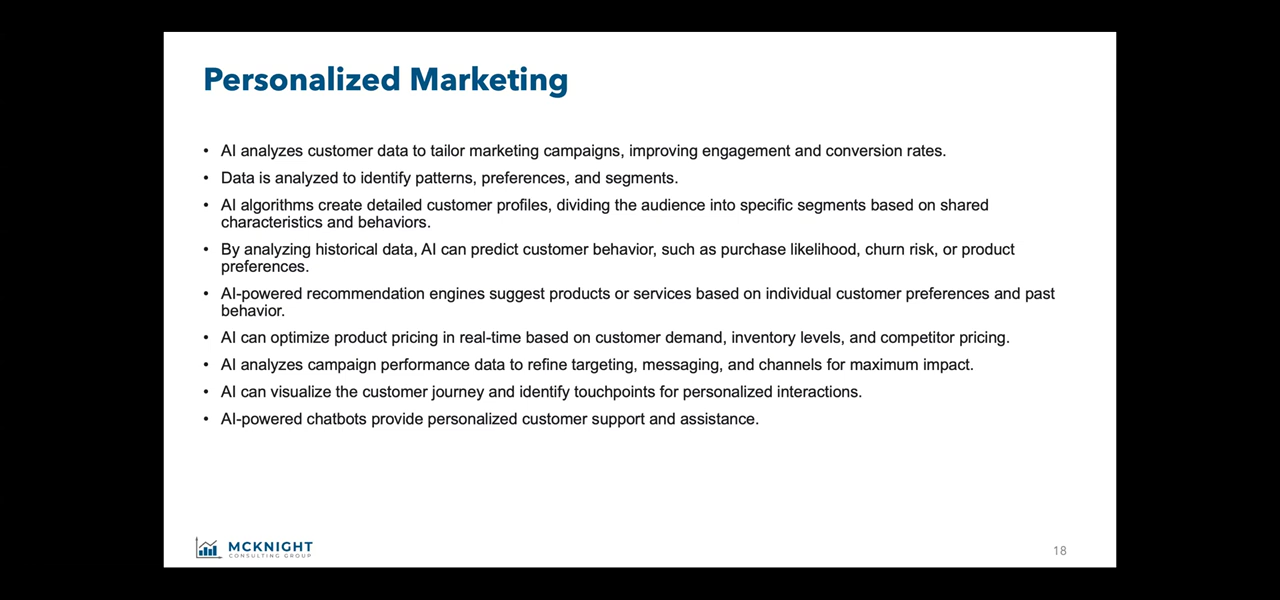 Personalized Marketing
• AI analyzes customer data to tailor marketing campaigns, improving engagement and conversion rates.
• Data is analyzed to identify patterns, preferences, and segments.
• AI algorithms create detailed customer profiles, dividing the audience into specific segments based on shared
characteristics and behaviors.
• By analyzing historical data, AI can predict customer behavior, such as purchase likelihood, churn risk, or product
preferences.
• AI-powered recommendation engines suggest products or services based on individual customer preferences and past
behavior.
• AI can optimize product pricing in real-time based on customer demand, inventory levels, and competitor pricing.
• AI analyzes campaign performance data to refine targeting, messaging, and channels for maximum impact.
• AI can visualize the customer journey and identify touchpoints for personalized interactions.
• AI-powered chatbots provide personalized customer support and assistance.
MCKNIGHT
CONSULTING GROUP
18